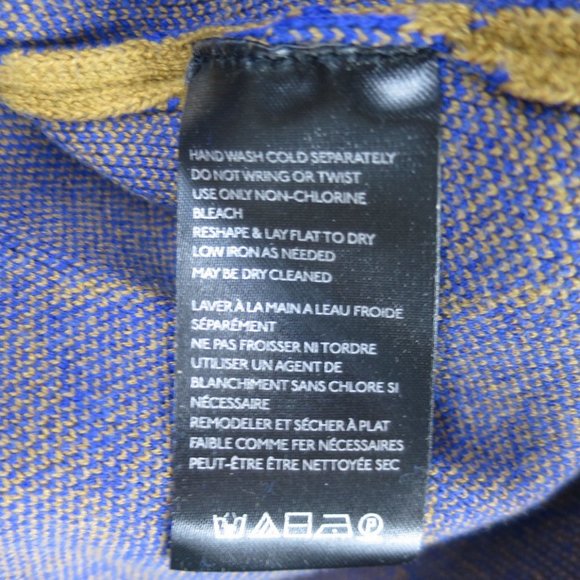 HAND WASH COLD SEPARATELY
DO NOT WRING OR TWIST
USE ONLY NON-CHLORINE
BLEACH
RESHAPE & LAY FLAT TO DRY
LOW IRON AS NEEDED
MAY BE DRY CLEANED
LAVER À LA MAIN A LEAU FROIDE
SÉPARÉMENT
NE PAS FROISSER NI TORDRE
UTILISER UN AGENT DE
BLANCHIMENT SANS CHLORE SI
NÉCESSAIRE
REMODELER ET SÉCHER À PLAT
FAIBLE COMME FER NÉCESSAIRES
PEUT-ÊTRE ÊTRE NETTOYÉE SEC
P